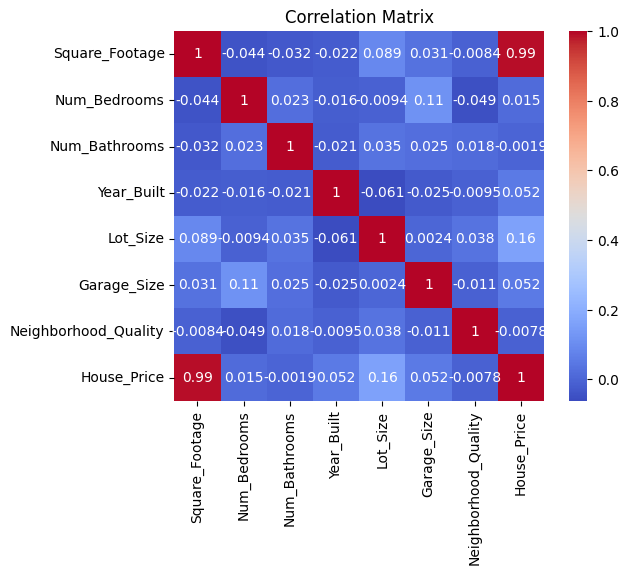 Correlation Matrix
Square_Footage 1 -0.044 -0.032 -0.022 0.089 0.031 -0.0084 0.99
Num_Bedrooms -0.044 1 0.023 -0.016 -0.0094 0.11 -0.049 0.015
Num_Bathrooms -0.032 0.023 1 -0.021 0.035 0.025 0.018 -0.0019
Year_Built -0.022 -0.016 -0.021 1 -0.061 -0.025 -0.0095 0.052
Lot_Size 0.089 -0.0094 0.035 -0.061 1 0.0024 0.038 0.16
Garage_Size 0.031 0.11 0.025 -0.025 0.0024 1 -0.011 0.052
Neighborhood_Quality -0.0084 -0.049 0.018 -0.0095 0.038 -0.011 1 -0.0078
House_Price 0.99 0.015 -0.0019 0.052 0.16 0.052 -0.0078 1
Square_Footage
Num_Bedrooms
Num_Bathrooms
Year_Built
Lot_Size
Garage_Size
Neighborhood_Quality
House_Price
1.0
0.8
0.6
0.4
0.2
0.0